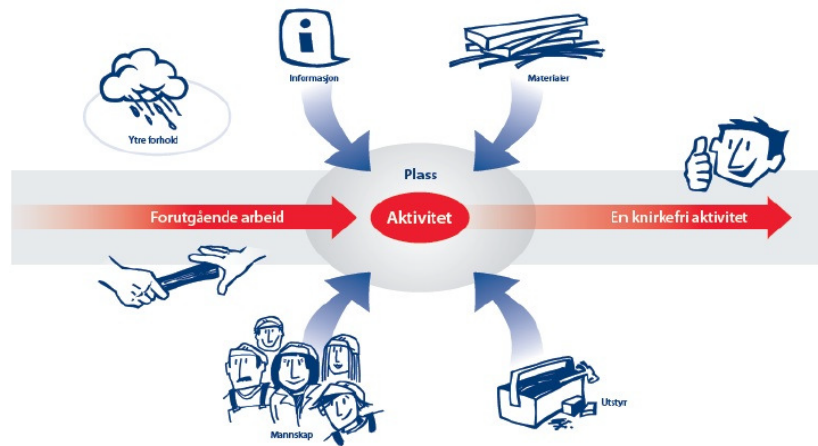 Informasjon
Materialer
Ytre forhold
Plass
Forutgående arbeid
Aktivitet
En knirkefri aktivitet
Mannskap
Utstyr